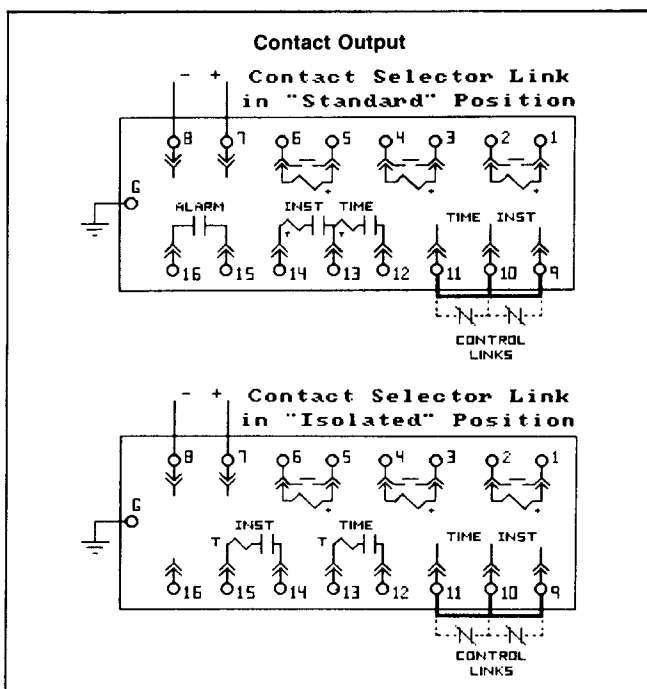 Contact Output
- + Contact Selector Link
in "Standard" Position
8 7 6 5 4 3 2 1
G
ALARM INST TIME TIME INST
T T
16 15 14 13 12 11 10 9
N N
CONTROL
LINKS
- + Contact Selector Link
in "Isolated" Position
8 7 6 5 4 3 2 1
G
INST TIME TIME INST
T T
16 15 14 13 12 11 10 9
N N
CONTROL
LINKS